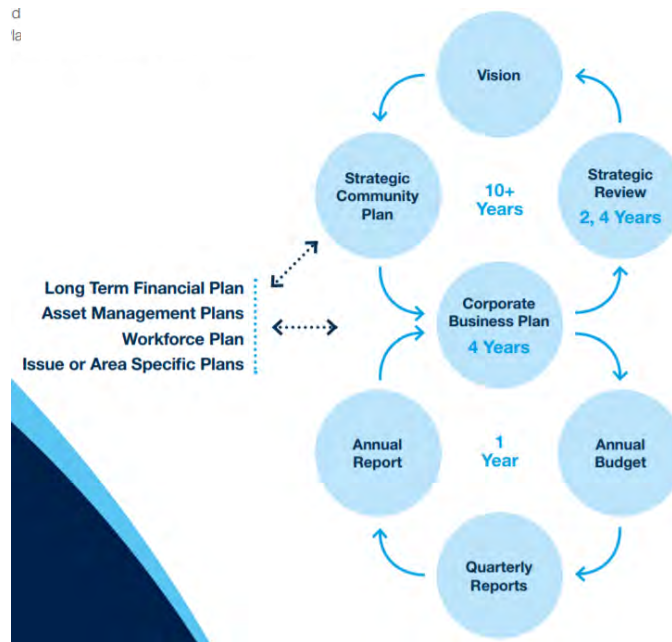 Vision
Strategic
Community
Plan
10+
Years
Strategic
Review
2, 4 Years
Long Term Financial Plan
Asset Management Plans
Workforce Plan
Issue or Area Specific Plans
Corporate
Business Plan
4 Years
Annual
Report
1
Year
Annual
Budget
Quarterly
Reports